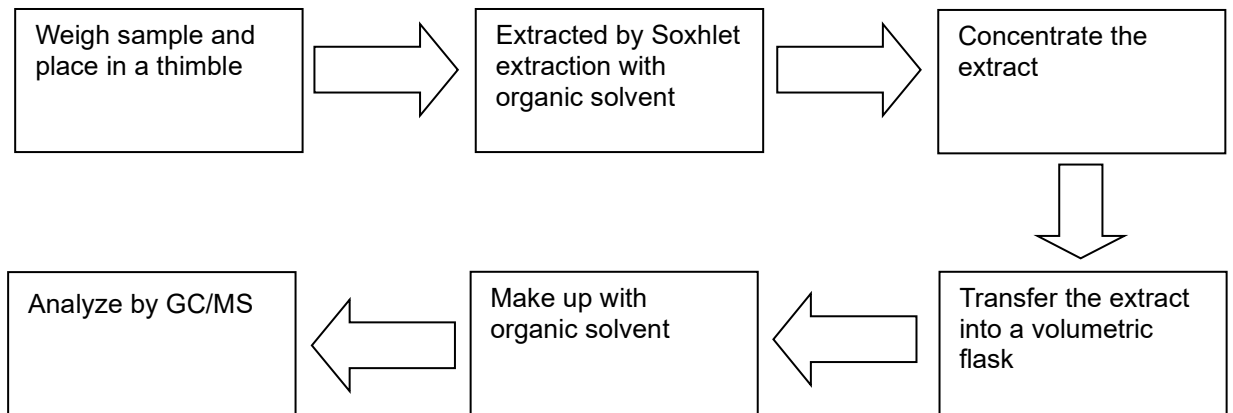 Weigh sample and
place in a thimble
Extracted by Soxhlet
extraction with
organic solvent
Concentrate the
extract
Transfer the extract
into a volumetric
flask
Make up with
organic solvent
Analyze by GC/MS